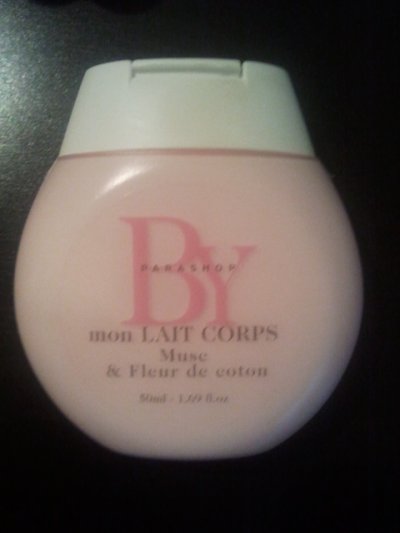 BY
PARASHOP
mon LAIT CORPS
Musc
& Fleur de coton
50ml - 1.69 fl.oz